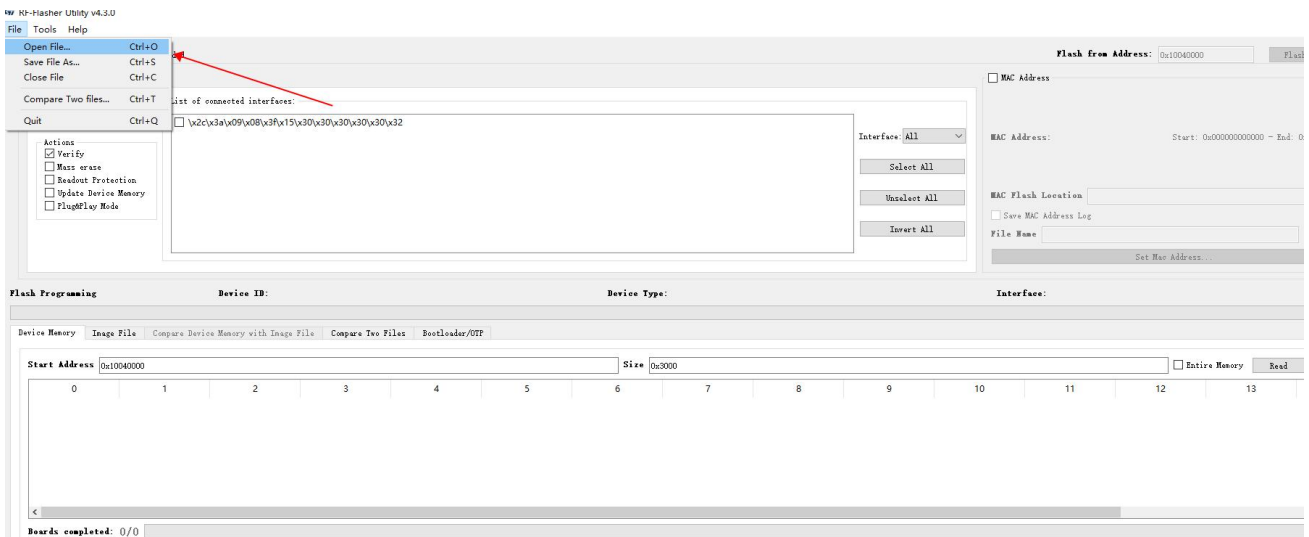 RF-Flasher Utility v4.3.0
File Tools Help
Open File... Ctrl+O
Save File As... Ctrl+S
Close File Ctrl+C
Compare Two files... Ctrl+T
Quit Ctrl+Q
Flash from Address: 0x10040000
MAC Address
List of connected interfaces:
\x2c\x3a\x09\x08\x3f\x15\x30\x30\x30\x30\x30\x32
Interface: All
Select All
Unselect All
Invert All
Actions
Verify
Mass erase
Readout Protection
Update Device Memory
Plug&Play Mode
MAC Address: Start: 0x000000000000 - End:
MAC Flash Location
Save MAC Address Log
File Name
Set Mac Address...
Flash Programming Device ID: Device Type: Interface:
Device Memory Image File Compare Device Memory with Image File Compare Two Files Bootloader/OTP
Start Address 0x10040000 Size 0x3000 Entire Memory Read
0 1 2 3 4 5 6 7 8 9 10 11 12 13
Boards completed: 0/0